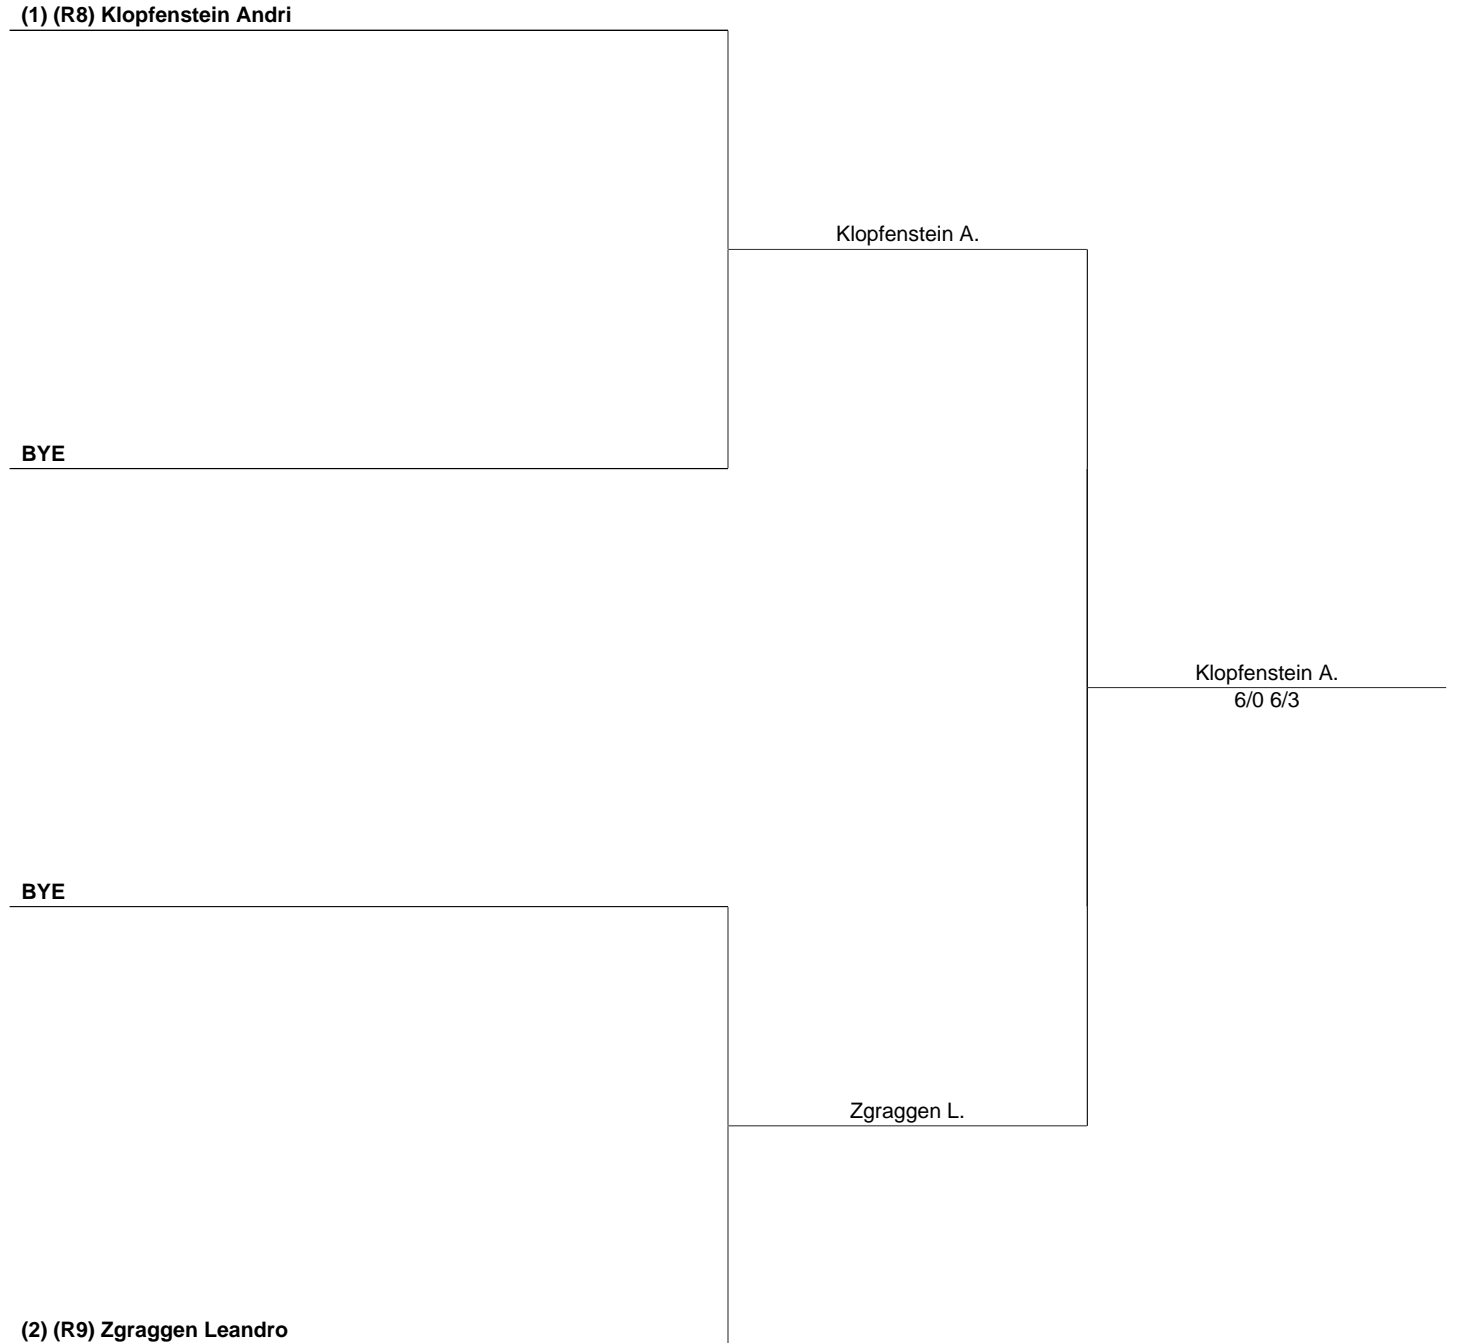 (1) (R8) Klopfenstein Andri
Klopfenstein A.
BYE
Klopfenstein A.
6/0 6/3
BYE
Zgraggen L.
(2) (R9) Zgraggen Leandro